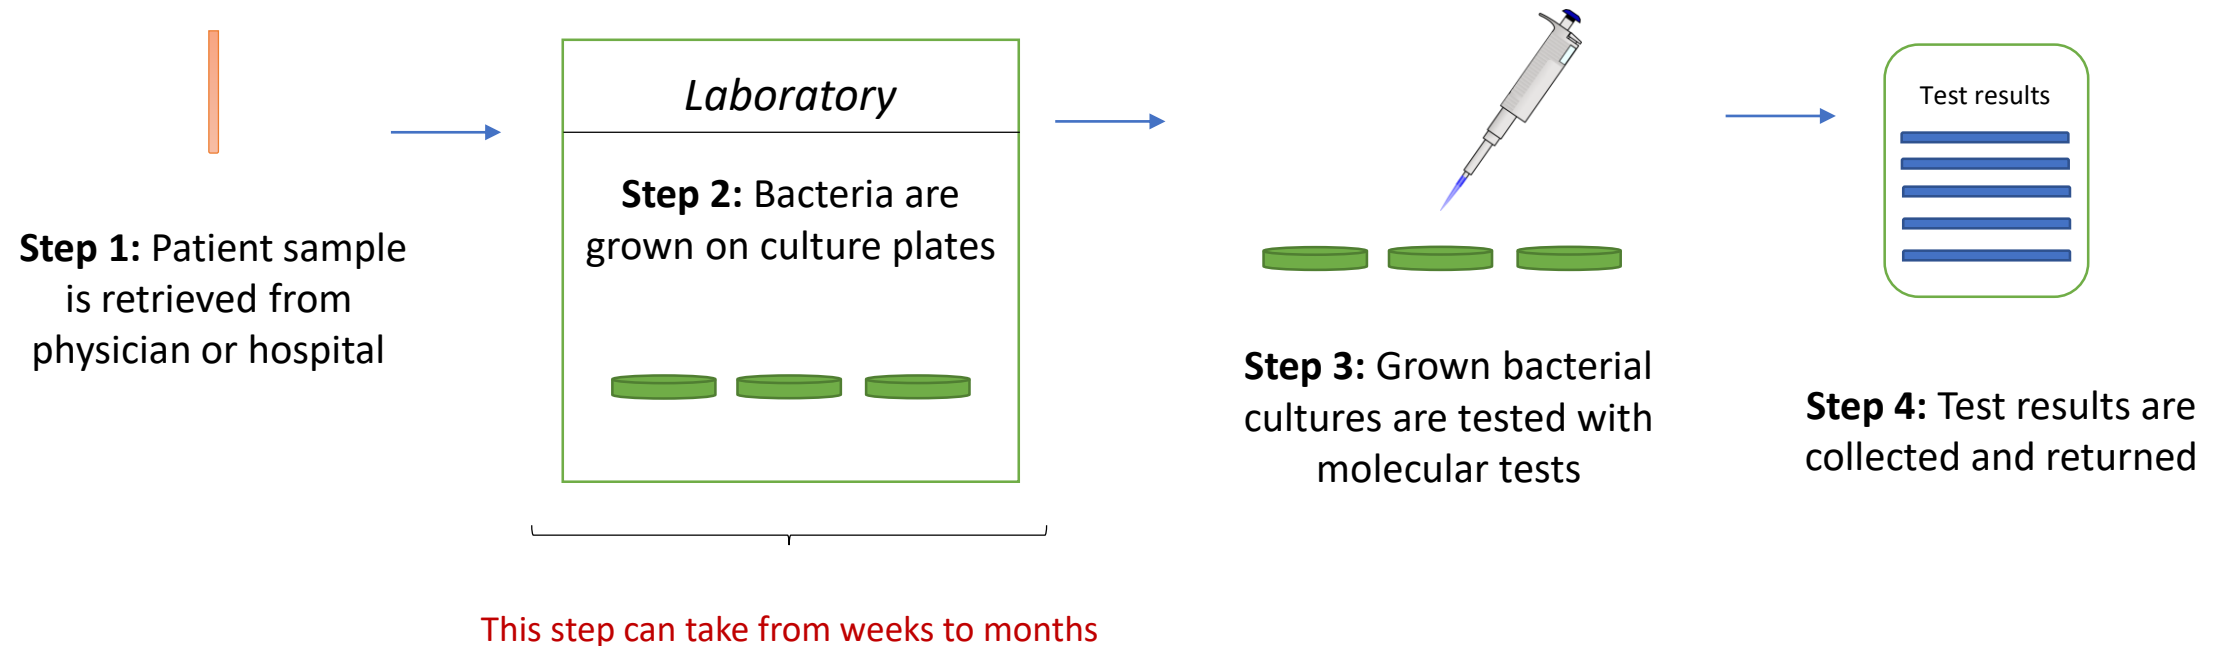 Step 1: Patient sample
is retrieved from
physician or hospital
Laboratory
Step 2: Bacteria are
grown on culture plates
This step can take from weeks to months
Step 3: Grown bacterial
cultures are tested with
molecular tests
Test results
Step 4: Test results are
collected and returned